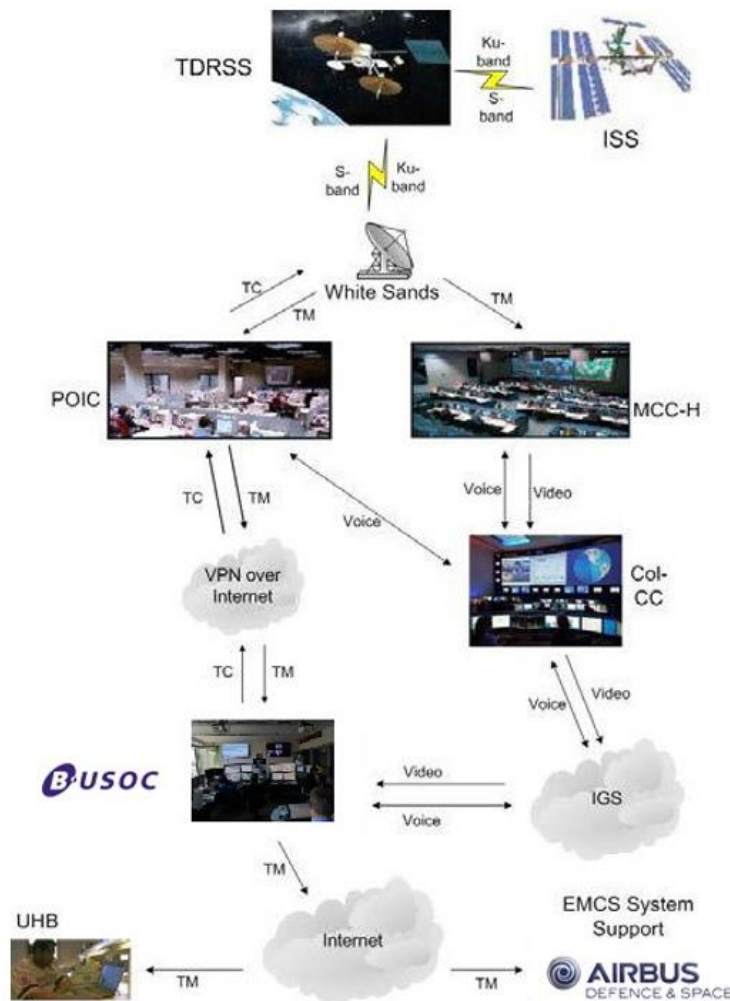 TDRSS
Ku-
band
S-
band
ISS
S-
band
Ku-
band
White Sands
TC
TM
TM
POIC
MCC-H
TC
TM
Voice
Voice
Video
VPN over
Internet
Col-
CC
TC
TM
Voice
Video
B·USOC
Video
Voice
IGS
TM
UHB
Internet
EMCS System
Support
TM
TM
AIRBUS
DEFENCE & SPACE